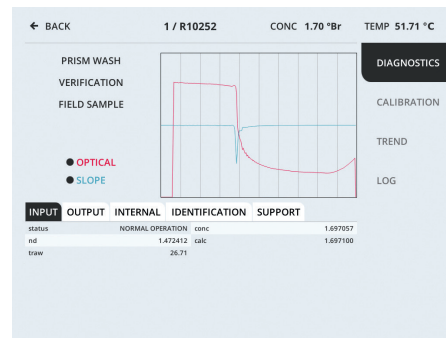 ← BACK 1 / R10252 CONC 1.70 °Br TEMP 51.71 °C
PRISM WASH
VERIFICATION
FIELD SAMPLE
OPTICAL
SLOPE
DIAGNOSTICS
CALIBRATION
TREND
LOG
INPUT OUTPUT INTERNAL IDENTIFICATION SUPPORT
status NORMAL OPERATION conc 1.697057
nd 1.472412 calc 1.697100
traw 26.71